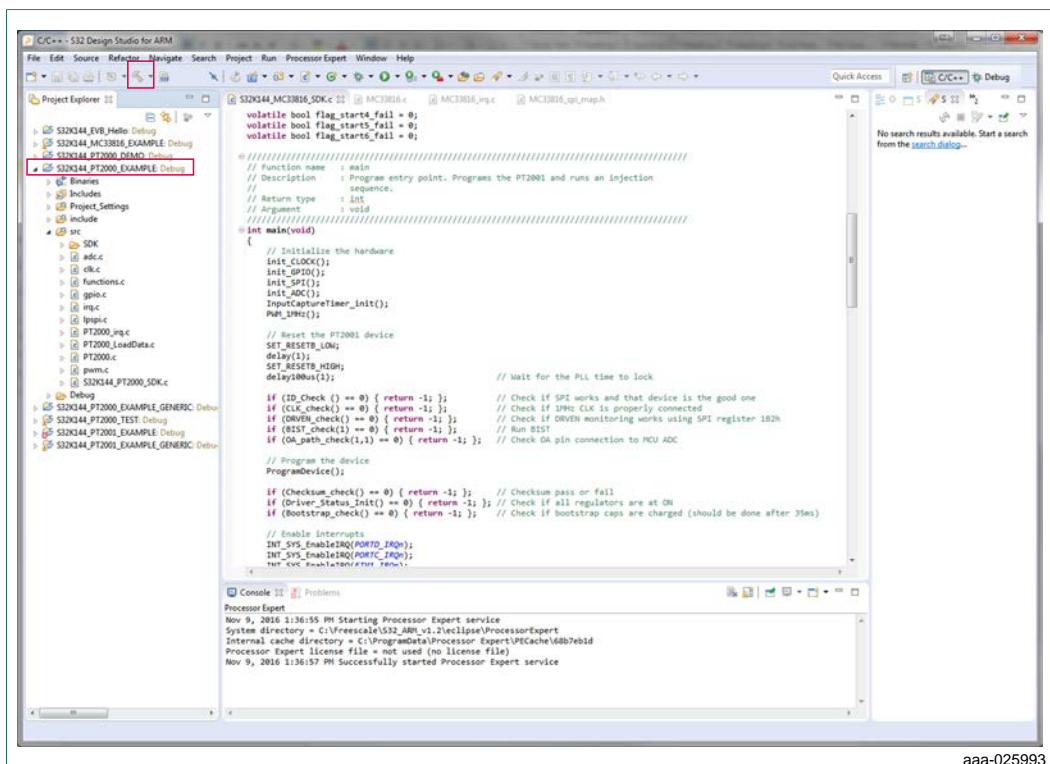 C/C++ - S32 Design Studio for ARM
File Edit Source Refactor Navigate Search Project Run Processor Expert Window Help
Quick Access C/C++ Debug
Project Explorer
S32K144_EVB_Hello: Debug
S32K144_MC33816_EXAMPLE: Debug
S32K144_PT2000_DEMO: Debug
S32K144_PT2000_EXAMPLE: Debug
Binaries
Includes
Project_Settings
include
src
SDK
adc.c
clk.c
functions.c
gpio.c
irq.c
lpspi.c
PT2000_irq.c
PT2000_LoadData.c
PT2000.c
pwm.c
S32K144_PT2000_SDK.c
Debug
S32K144_PT2000_EXAMPLE_GENERIC: Debu
S32K144_PT2000_TEST: Debug
S32K144_PT2001_EXAMPLE: Debug
S32K144_PT2001_EXAMPLE_GENERIC: Debu
S32K144_MC33816_SDK.c MC33816.c MC33816_irq.c MC33816_spi_map.h
volatile bool flag_start4_fail = 0;
volatile bool flag_start5_fail = 0;
volatile bool flag_start6_fail = 0;
// Function name : main
// Description : Program entry point. Programs the PT2001 and runs an injection
// sequence.
// Return type : int
// Argument : void
int main(void)
{
// Initialize the hardware
init_CLOCK();
init_GPIO();
init_SPI();
init_ADC();
InputCaptureTimer_init();
PWM_1MHz();
// Reset the PT2001 device
SET_RESETB_LOW;
delay(1);
SET_RESETB_HIGH;
delay100us(1); // Wait for the PLL time to lock
if (ID_Check () == 0) { return -1; }; // Check if SPI works and that device is the good one
if (CLK_check() == 0) { return -1; }; // Check if 1MHz CLK is properly connected
if (DRVEN_check() == 0) { return -1; }; // Check if DRVEN monitoring works using SPI register 1B2h
if (BIST_check(1) == 0) { return -1; }; // Run BIST
if (OA_path_check(1,1) == 0) { return -1; }; // Check OA pin connection to MCU ADC
// Program the device
ProgramDevice();
if (Checksum_check() == 0) { return -1; }; // Checksum pass or fail
if (Driver_Status_Init() == 0) { return -1; }; // Check if all regulators are at ON
if (Bootstrap_check() == 0) { return -1; }; // Check if bootstrap caps are charged (should be done after 35ms)
// Enable interrupts
INT_SYS_EnableIRQ(PORTD_IRQn);
INT_SYS_EnableIRQ(PORTC_IRQn);
No search results available. Start a search
from the search dialog...
Console Problems
Processor Expert
Nov 9, 2016 1:36:55 PM Starting Processor Expert service
System directory = C:\Freescale\S32_ARM_v1.2\eclipse\ProcessorExpert
Internal cache directory = C:\ProgramData\Processor Expert\PECache\68b7eb1d
Processor Expert license file = not used (no license file)
Nov 9, 2016 1:36:57 PM Successfully started Processor Expert service
aaa-025993